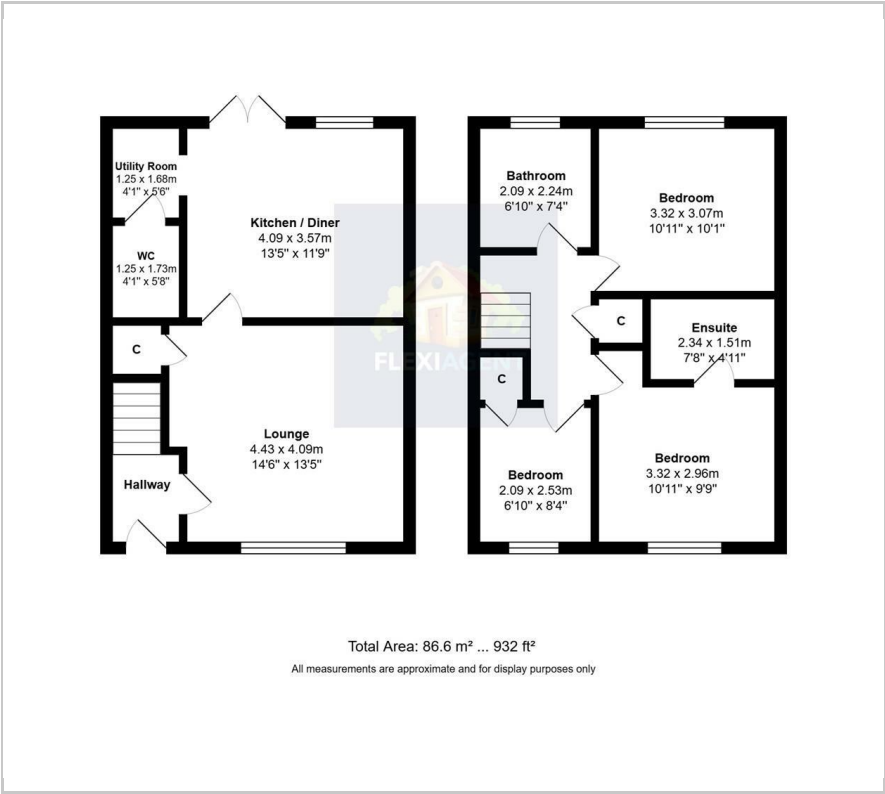 Utility Room
1.25 x 1.68m
4'1" x 5'6"
WC
1.25 x 1.73m
4'1" x 5'8"
Kitchen / Diner
4.09 x 3.57m
13'5" x 11'9"
C
Lounge
4.43 x 4.09m
14'6" x 13'5"
Hallway
Bathroom
2.09 x 2.24m
6'10" x 7'4"
Bedroom
3.32 x 3.07m
10'11" x 10'1"
C
Ensuite
2.34 x 1.51m
7'8" x 4'11"
C
Bedroom
2.09 x 2.53m
6'10" x 8'4"
Bedroom
3.32 x 2.96m
10'11" x 9'9"
FLEXIAGENT
Total Area: 86.6 m² ... 932 ft²
All measurements are approximate and for display purposes only